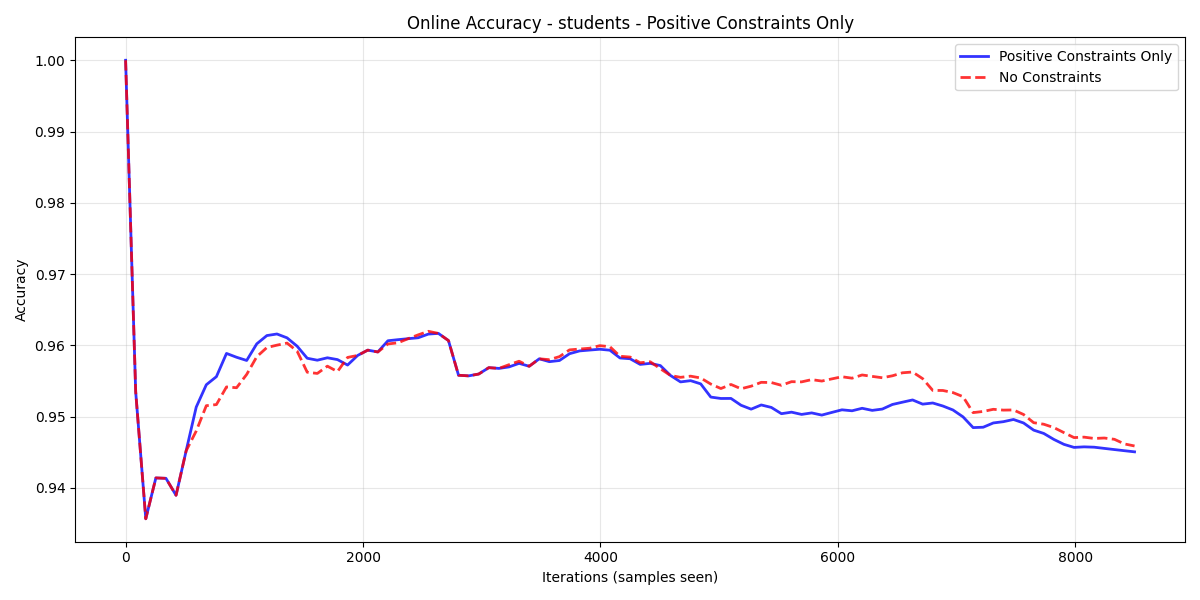 Online Accuracy - students - Positive Constraints Only
Positive Constraints Only
No Constraints
Accuracy
1.00
0.99
0.98
0.97
0.96
0.95
0.94
0
2000
4000
6000
8000
Iterations (samples seen)